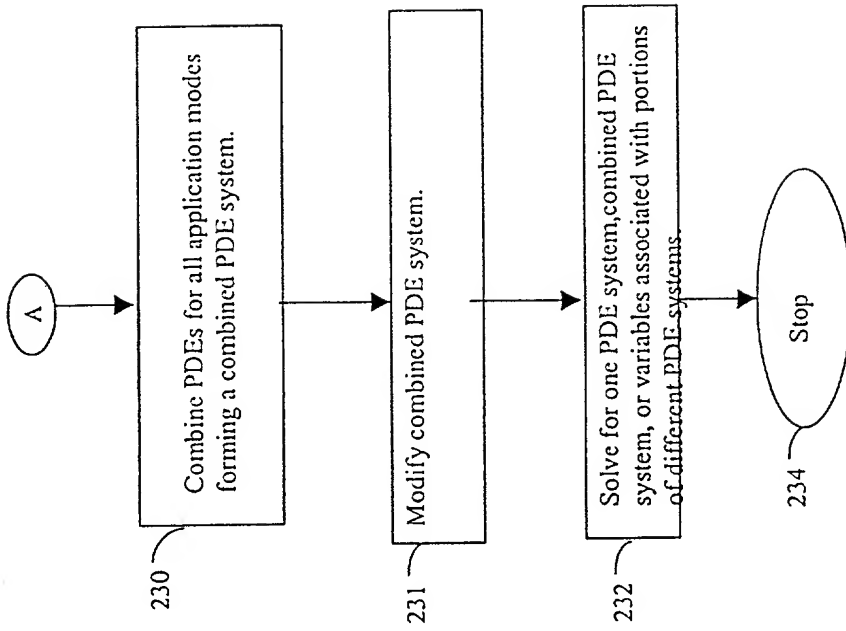 A
Combine PDEs for all application modes
forming a combined PDE system.
230
Modify combined PDE system.
231
Solve for one PDE system,combined PDE
system, or variables associated with portions
of different PDE systems.
232
Stop
234